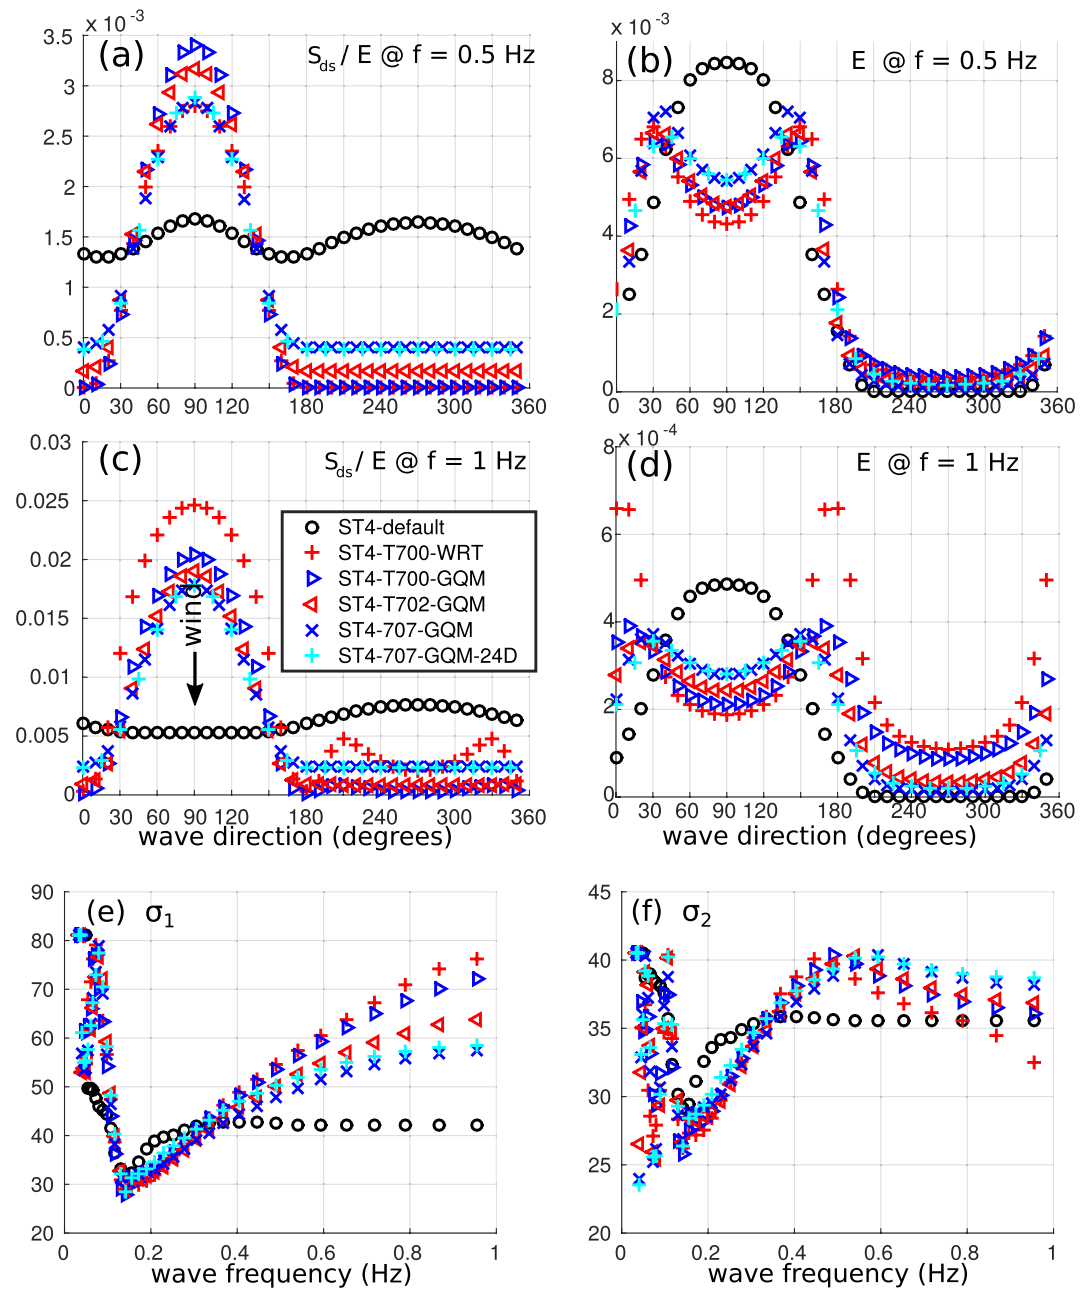 x 10⁻³
(a) S_ds / E @ f = 0.5 Hz
3.5
3
2.5
2
1.5
1
0.5
0
0 30 60 90 120 180 240 300 360
x 10⁻³
(b) E @ f = 0.5 Hz
8
6
4
2
0
0 30 60 90 120 180 240 300 360
(c) S_ds / E @ f = 1 Hz
0.03
0.025
0.02
0.015
0.01
0.005
0
0 30 60 90 120 180 240 300 360
wave direction (degrees)
wind
ST4-default
ST4-T700-WRT
ST4-T700-GQM
ST4-T702-GQM
ST4-707-GQM
ST4-707-GQM-24D
x 10⁻⁴
(d) E @ f = 1 Hz
8
6
4
2
0
0 30 60 90 120 180 240 300 360
wave direction (degrees)
(e) σ₁
90
80
70
60
50
40
30
20
0 0.2 0.4 0.6 0.8 1
wave frequency (Hz)
(f) σ₂
45
40
35
30
25
20
0 0.2 0.4 0.6 0.8 1
wave frequency (Hz)